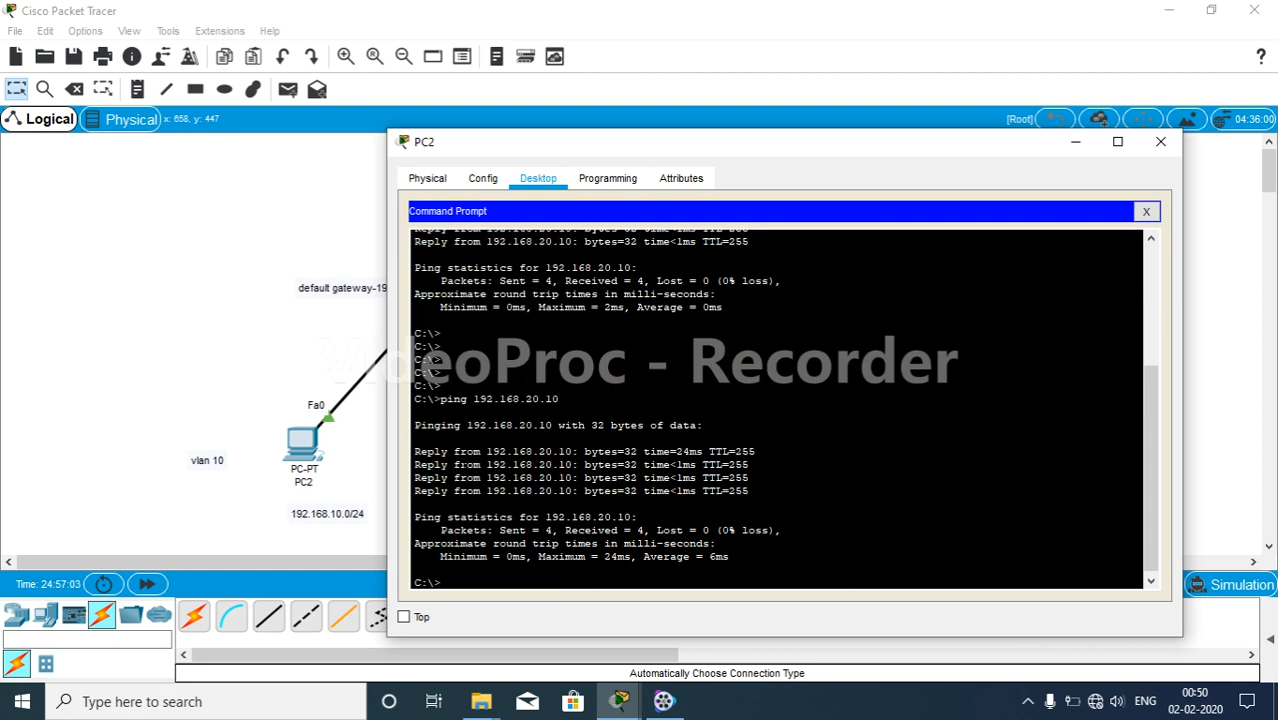 Cisco Packet Tracer
File Edit Options View Tools Extensions Help
?
Logical Physical x: 658, y: 447 [Root] 04:36:00
PC2
Physical Config Desktop Programming Attributes
Command Prompt X
Reply from 192.168.20.10: bytes=32 time<1ms TTL=255
Ping statistics for 192.168.20.10:
Packets: Sent = 4, Received = 4, Lost = 0 (0% loss),
Approximate round trip times in milli-seconds:
Minimum = 0ms, Maximum = 2ms, Average = 0ms
C:\>
C:\>
C:\>
C:\>
C:\>
C:\>ping 192.168.20.10
Pinging 192.168.20.10 with 32 bytes of data:
Reply from 192.168.20.10: bytes=32 time=24ms TTL=255
Reply from 192.168.20.10: bytes=32 time<1ms TTL=255
Reply from 192.168.20.10: bytes=32 time<1ms TTL=255
Reply from 192.168.20.10: bytes=32 time<1ms TTL=255
Ping statistics for 192.168.20.10:
Packets: Sent = 4, Received = 4, Lost = 0 (0% loss),
Approximate round trip times in milli-seconds:
Minimum = 0ms, Maximum = 24ms, Average = 6ms
C:\>
Top
VideoProc - Recorder
default gateway-19
Fa0
vlan 10
PC-PT
PC2
192.168.10.0/24
Time: 24:57:03 Simulation
Automatically Choose Connection Type
Type here to search
ENG
00:50
02-02-2020